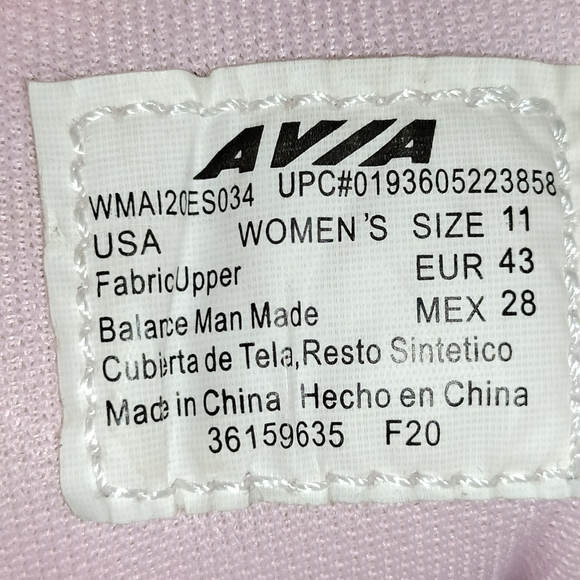 AVIA
WMAI20ES034 UPC#0193605223858
USA WOMEN'S SIZE 11
FabricUpper EUR 43
Balance Man Made MEX 28
Cubierta de Tela,Resto Sintetico
Made in China Hecho en China
36159635 F20